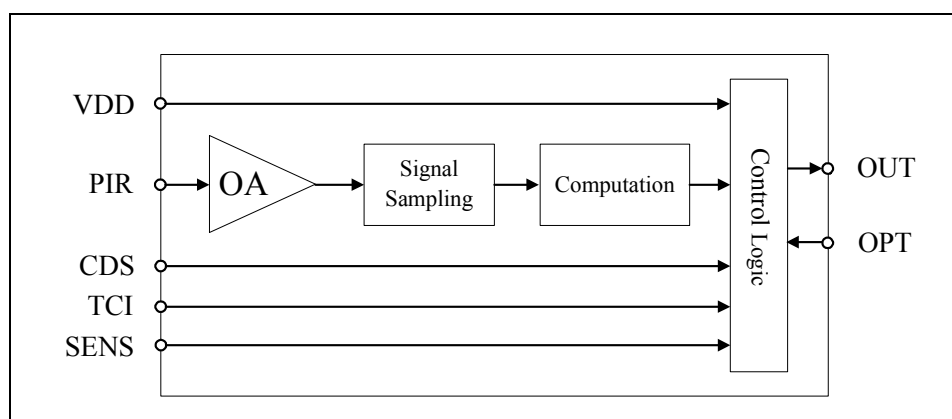 VDD
PIR
OA
Signal
Sampling
Computation
Control Logic
OUT
OPT
CDS
TCI
SENS